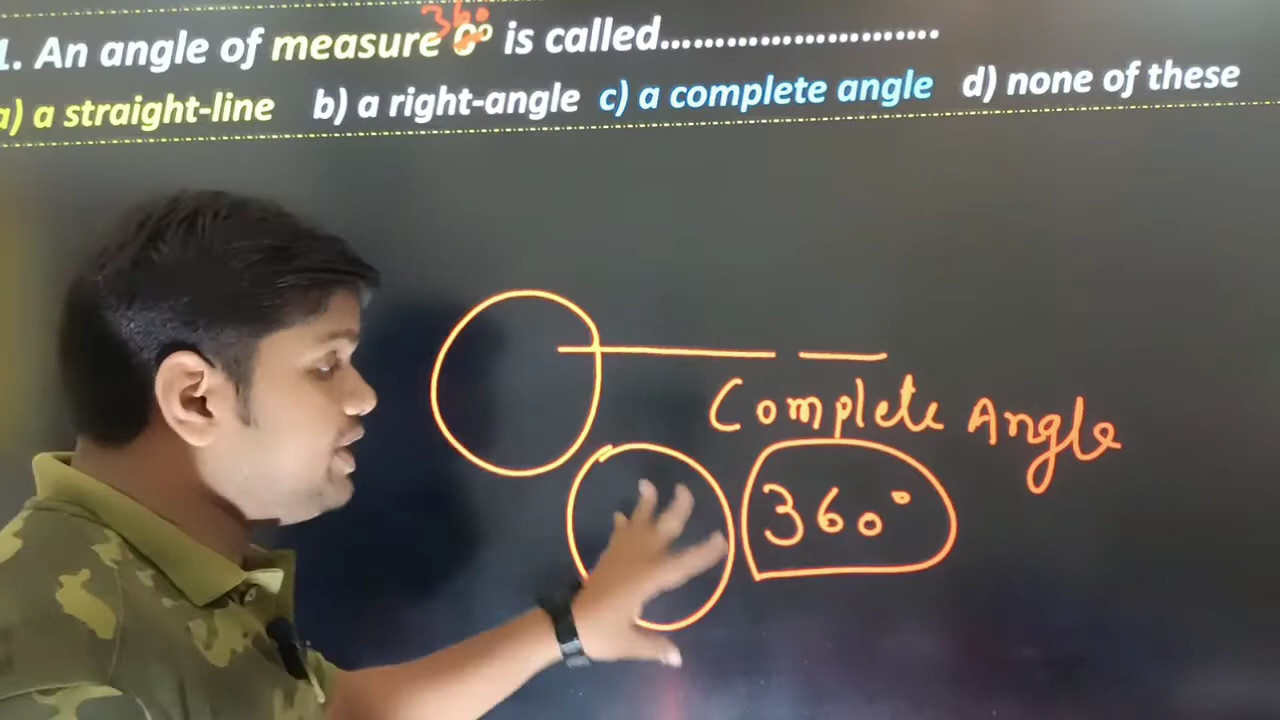 360
1. An angle of measure 0° is called...........................
a) a straight-line b) a right-angle c) a complete angle d) none of these
Complete Angle
360°